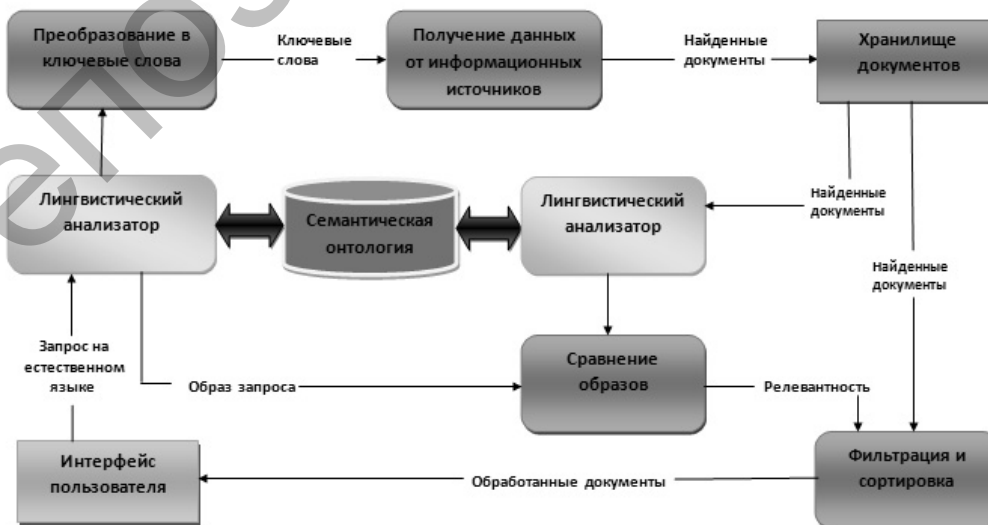 Преобразование в
ключевые слова
Ключевые
слова
Получение данных
от информационных
источников
Найденные
документы
Хранилище
документов
Лингвистический
анализатор
Семантическая
онтология
Лингвистический
анализатор
Найденные
документы
Найденные
документы
Запрос на
естественном
языке
Образ запроса
Сравнение
образов
Релевантность
Интерфейс
пользователя
Обработанные документы
Фильтрация и
сортировка